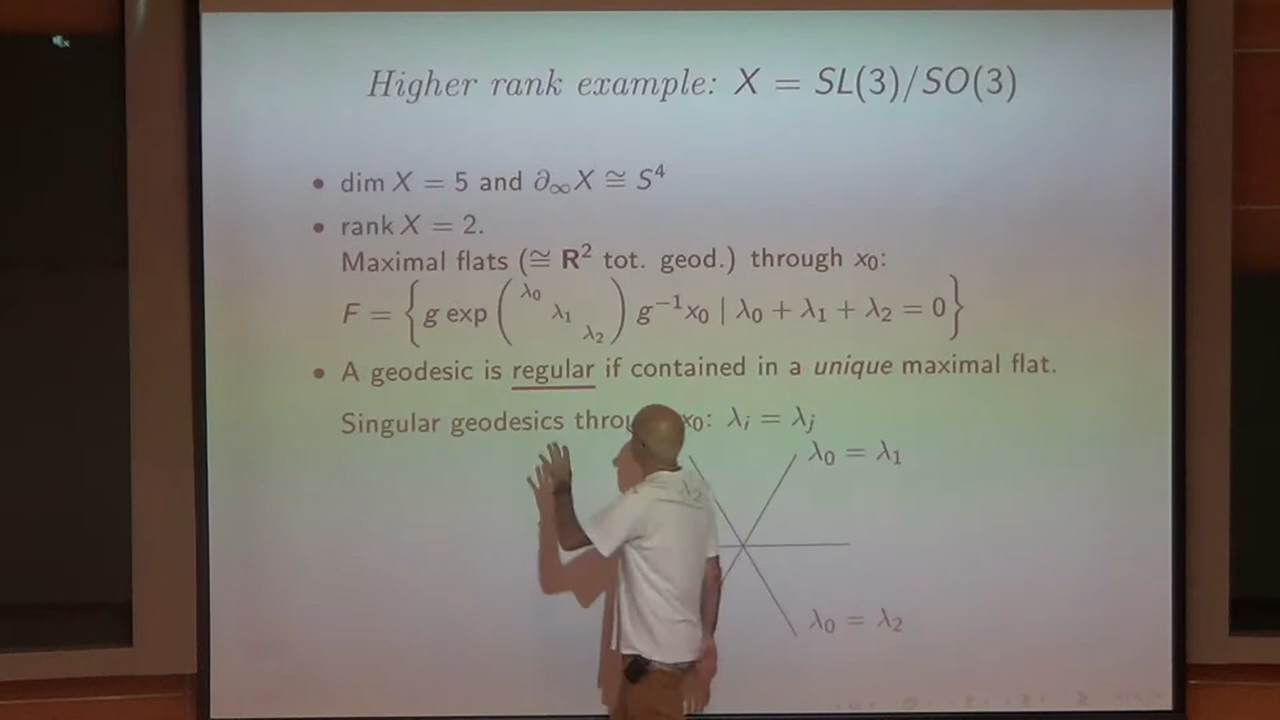 Higher rank example: X = SL(3)/SO(3)
• dim X = 5 and ∂∞X ≅ S⁴
• rank X = 2.
Maximal flats (≅ R² tot. geod.) through x₀:
F = { g exp ( λ₀ λ₁ λ₂ ) g⁻¹x₀ | λ₀ + λ₁ + λ₂ = 0 }
• A geodesic is regular if contained in a unique maximal flat.
Singular geodesics x₀: λᵢ = λⱼ
λ₀ = λ₁
λ₂
λ₀ = λ₂